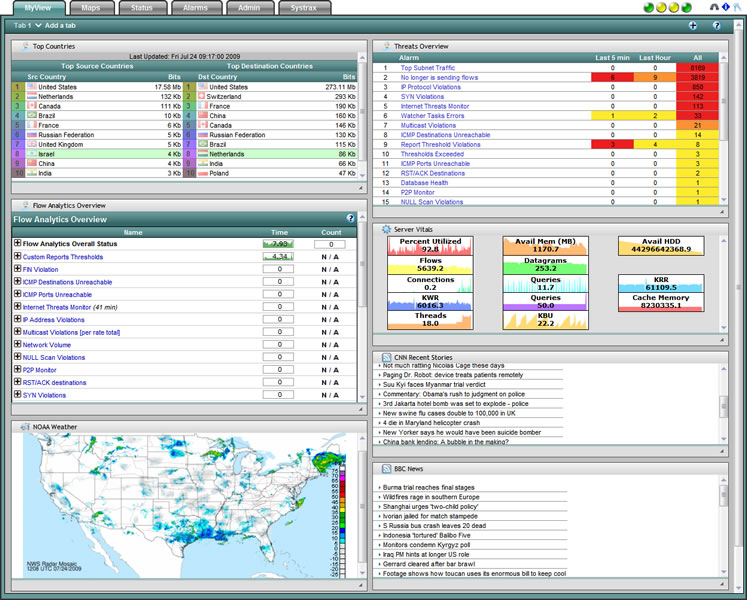 MyView Maps Status Alarms Admin Systrax
Tab 1 Add a tab
Top Countries
Last Updated: Fri Jul 24 09:17:00 2009
Top Source Countries Top Destination Countries
Src Country Bits Dst Country Bits
1 United States 17.58 Mb 1 United States 273.11 Mb
2 Netherlands 132 Kb 2 Switzerland 293 Kb
3 Canada 111 Kb 3 France 190 Kb
4 Brazil 10 Kb 4 China 160 Kb
5 France 6 Kb 5 Canada 146 Kb
6 Russian Federation 5 Kb 6 Russian Federation 130 Kb
7 United Kingdom 5 Kb 7 Brazil 115 Kb
8 Israel 4 Kb 8 Netherlands 86 Kb
9 China 4 Kb 9 India 66 Kb
10 India 3 Kb 10 Poland 47 Kb
Flow Analytics Overview
Flow Analytics Overview
Name Time Count
Flow Analytics Overall Status 7.93 0
Custom Reports Thresholds 4.34 N / A
FIN Violation 0 N / A
ICMP Destinations Unreachable 0 N / A
ICMP Ports Unreachable 0 N / A
Internet Threats Monitor (41 min) 0 N / A
IP Address Violations 0 N / A
Multicast Violations [per rate total] 0 N / A
Network Volume 0 N / A
NULL Scan Violations 0 N / A
P2P Monitor 0 N / A
RST/ACK destinations 0 N / A
SYN Violations 0 N / A
NOAA Weather
NWS Radar Mosaic
1208 UTC 07/24/2009
Threats Overview
Alarm Last 5 min Last Hour All
1 Top Subnet Traffic 0 0 8169
2 No longer is sending flows 6 9 3819
3 IP Protocol Violations 0 0 850
4 SYN Violations 0 0 142
5 Internet Threats Monitor 0 0 113
6 Watcher Tasks Errors 1 2 33
7 Multicast Violations 0 0 21
8 ICMP Destinations Unreachable 0 0 14
9 Report Threshold Violations 3 4 8
10 Thresholds Exceeded 0 0 3
11 ICMP Ports Unreachable 0 0 3
12 RST/ACK Destinations 0 0 2
13 Database Health 0 0 1
14 P2P Monitor 0 0 1
15 NULL Scan Violations 0 0 1
Server Vitals
Percent Utilized 92.8 Avail Mem (MB) 1170.7 Avail HDD 44296642368.9
Flows 5639.2 Datagrams 253.2
Connections 0.2 Queries 11.7 KRR 61109.5
KWR 6016.3 Queries 50.0 Cache Memory 8230335.1
Threads 18.0 KBU 22.2
CNN Recent Stories
Not much ratting Nicolas Cage these days
Paging Dr. Robot: device treats patients remotely
Suu Kyi faces Myanmar trial verdict
Commentary: Obama's rush to judgment on police
3rd Jakarta hotel bomb was set to explode - police
New swine flu cases double to 100,000 in UK
4 die in Maryland helicopter crash
New Yorker says he would have been suicide bomber
China bank lending: A bubble in the making?
BBC News
Burma trial reaches final stages
Wildfires rage in southern Europe
Shanghai urges 'two-child policy'
Ivorian jailed for match stampede
S Russia bus crash leaves 20 dead
Indonesia 'tortured' Balibo Five
Monitors condemn Kyrgyz poll
Iraq PM hints at longer US role
Gerrard cleared after bar brawl
Footage shows how toucan uses its enormous bill to keep cool